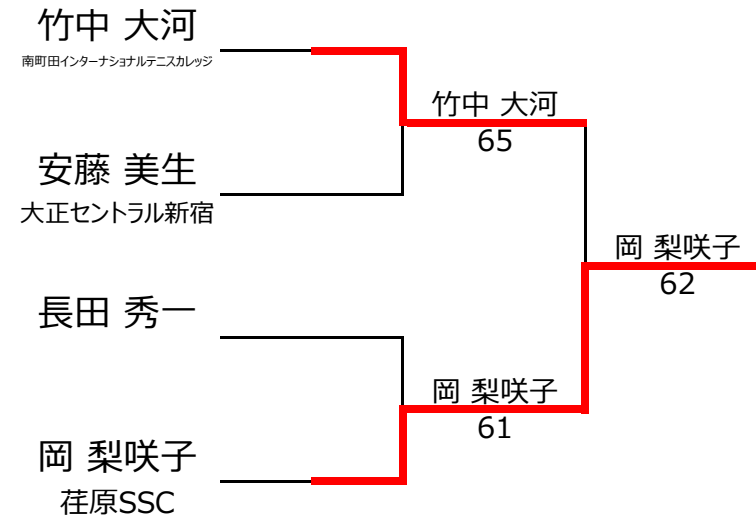 竹中 大河
南町田インターナショナルテニスカレッジ
安藤 美生
大正セントラル新宿
長田 秀一
岡 梨咲子
荏原SSC
竹中 大河
65
岡 梨咲子
61
岡 梨咲子
62